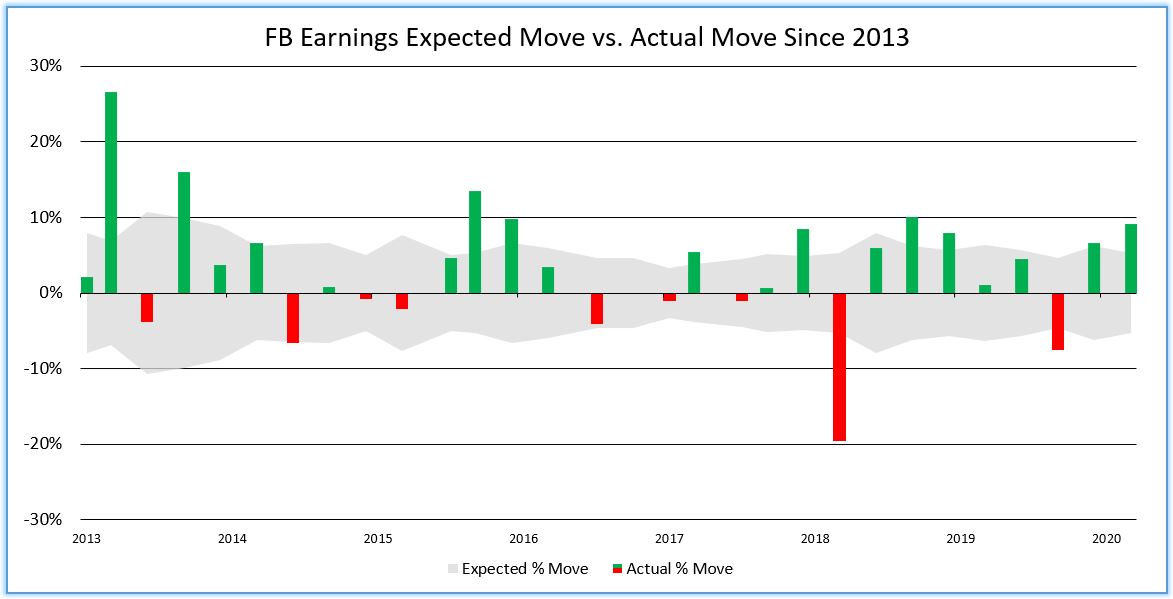 FB Earnings Expected Move vs. Actual Move Since 2013
30%
20%
10%
0%
-10%
-20%
-30%
2013 2014 2015 2016 2017 2018 2019 2020
Expected % Move Actual % Move